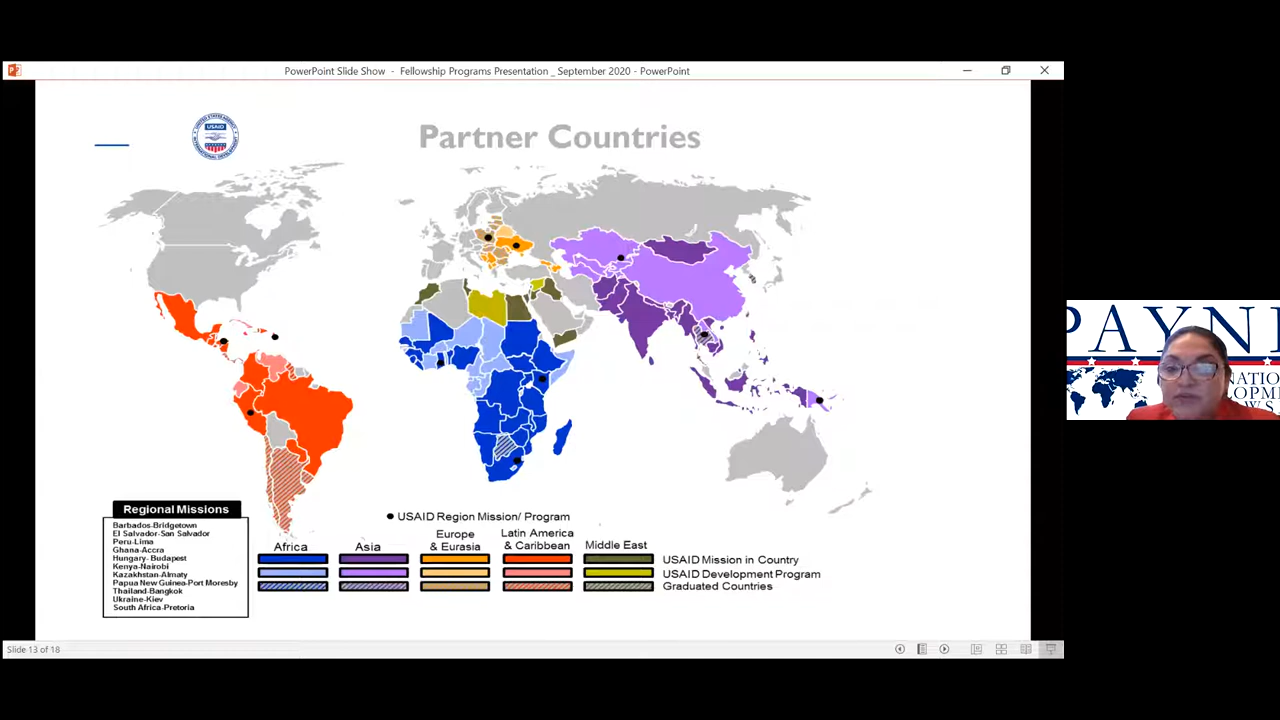 PowerPoint Slide Show - Fellowship Programs Presentation _ September 2020 - PowerPoint
USAID
Partner Countries
Regional Missions
Barbados-Bridgetown
El Salvador-San Salvador
Peru-Lima
Ghana-Accra
Hungary- Budapest
Kenya-Nairobi
Kazakhstan-Almaty
Papua New Guinea-Port Moresby
Thailand-Bangkok
Ukraine-Kiev
South Africa-Pretoria
USAID Region Mission/ Program
Africa
Asia
Europe
& Eurasia
Latin America
& Caribbean
Middle East
USAID Mission in Country
USAID Development Program
Graduated Countries
Slide 13 of 18